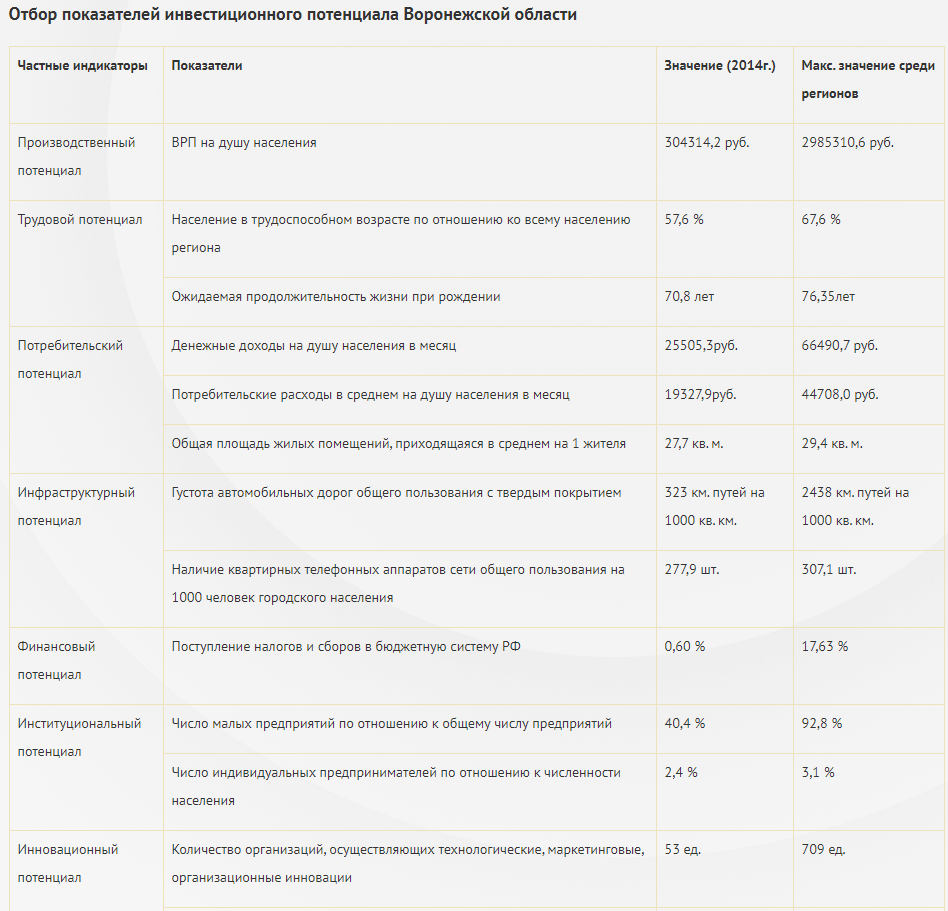 Отбор показателей инвестиционного потенциала Воронежской области
Частные индикаторы
Показатели
Значение (2014г.)
Макс. значение среди
регионов
Производственный
потенциал
ВРП на душу населения
304314,2 руб.
2985310,6 руб.
Трудовой потенциал
Население в трудоспособном возрасте по отношению ко всему населению
региона
57,6 %
67,6 %
Ожидаемая продолжительность жизни при рождении
70,8 лет
76,35лет
Потребительский
потенциал
Денежные доходы на душу населения в месяц
25505,3руб.
66490,7 руб.
Потребительские расходы в среднем на душу населения в месяц
19327,9руб.
44708,0 руб.
Общая площадь жилых помещений, приходящаяся в среднем на 1 жителя
27,7 кв. м.
29,4 кв. м.
Инфраструктурный
потенциал
Густота автомобильных дорог общего пользования с твердым покрытием
323 км. путей на
1000 кв. км.
2438 км. путей на
1000 кв. км.
Наличие квартирных телефонных аппаратов сети общего пользования на
1000 человек городского населения
277,9 шт.
307,1 шт.
Финансовый
потенциал
Поступление налогов и сборов в бюджетную систему РФ
0,60 %
17,63 %
Институциональный
потенциал
Число малых предприятий по отношению к общему числу предприятий
40,4 %
92,8 %
Число индивидуальных предпринимателей по отношению к численности
населения
2,4 %
3,1 %
Инновационный
потенциал
Количество организаций, осуществляющих технологические, маркетинговые,
организационные инновации
53 ед.
709 ед.